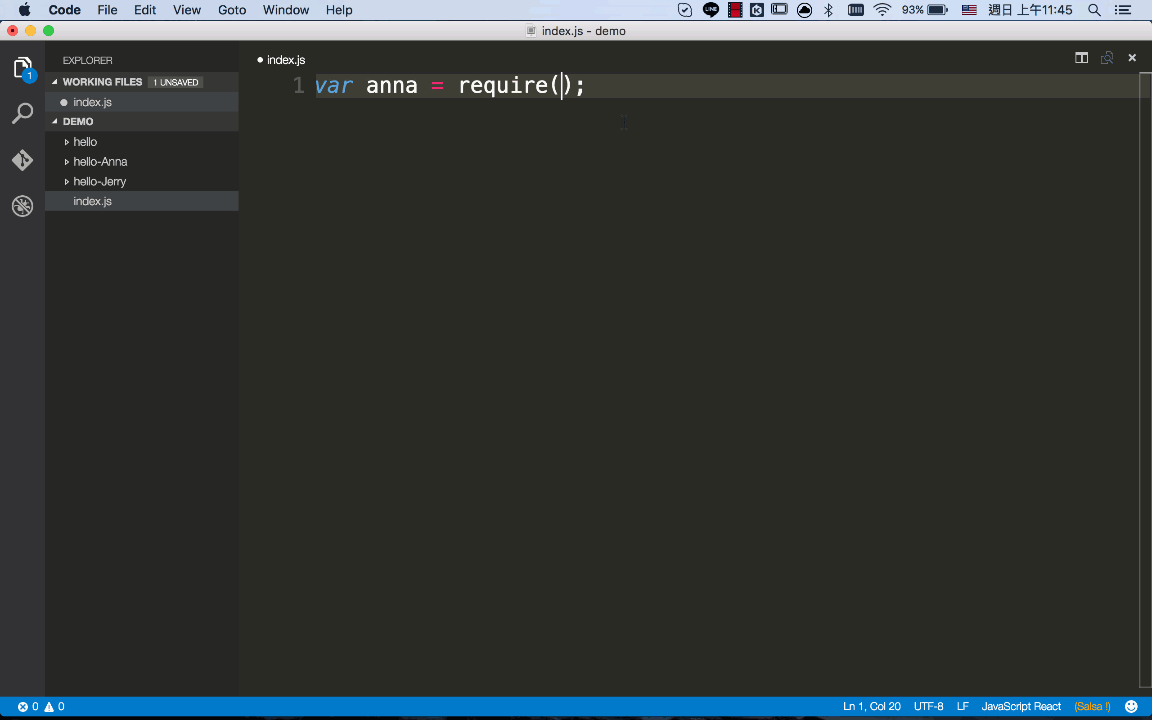 Code File Edit View Goto Window Help LINE K 93% 週日 上午11:45
index.js - demo
EXPLORER
WORKING FILES 1 UNSAVED
index.js
DEMO
hello
hello-Anna
hello-Jerry
index.js
1
index.js
1 var anna = require();
0 0 Ln 1, Col 20 UTF-8 LF JavaScript React (Salsa !)